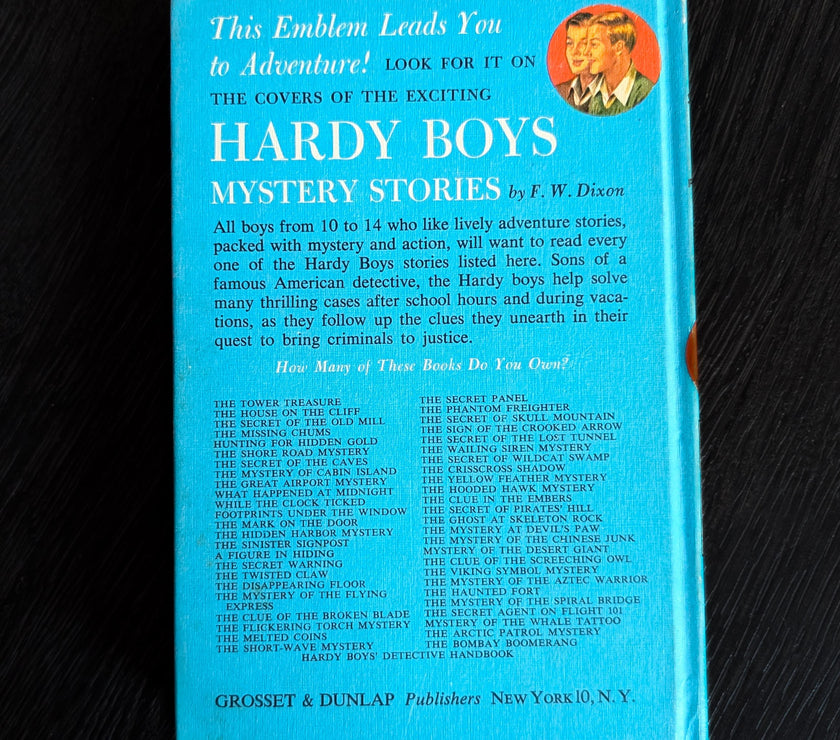 This Emblem Leads You
to Adventure! LOOK FOR IT ON
THE COVERS OF THE EXCITING
HARDY BOYS
MYSTERY STORIES by F. W. Dixon
All boys from 10 to 14 who like lively adventure stories,
packed with mystery and action, will want to read every
one of the Hardy Boys stories listed here. Sons of a
famous American detective, the Hardy boys help solve
many thrilling cases after school hours and during vaca-
tions, as they follow up the clues they unearth in their
quest to bring criminals to justice.
How Many of These Books Do You Own?
THE TOWER TREASURE
THE HOUSE ON THE CLIFF
THE SECRET OF THE OLD MILL
THE MISSING CHUMS
HUNTING FOR HIDDEN GOLD
THE SHORE ROAD MYSTERY
THE SECRET OF THE CAVES
THE MYSTERY OF CABIN ISLAND
THE GREAT AIRPORT MYSTERY
WHAT HAPPENED AT MIDNIGHT
WHILE THE CLOCK TICKED
FOOTPRINTS UNDER THE WINDOW
THE MARK ON THE DOOR
THE HIDDEN HARBOR MYSTERY
THE SINISTER SIGNPOST
A FIGURE IN HIDING
THE SECRET WARNING
THE TWISTED CLAW
THE DISAPPEARING FLOOR
THE MYSTERY OF THE FLYING
EXPRESS
THE CLUE OF THE BROKEN BLADE
THE FLICKERING TORCH MYSTERY
THE MELTED COINS
THE SHORT-WAVE MYSTERY
THE SECRET PANEL
THE PHANTOM FREIGHTER
THE SECRET OF SKULL MOUNTAIN
THE SIGN OF THE CROOKED ARROW
THE SECRET OF THE LOST TUNNEL
THE WAILING SIREN MYSTERY
THE SECRET OF WILDCAT SWAMP
THE CRISSCROSS SHADOW
THE YELLOW FEATHER MYSTERY
THE HOODED HAWK MYSTERY
THE CLUE IN THE EMBERS
THE SECRET OF PIRATES' HILL
THE GHOST AT SKELETON ROCK
THE MYSTERY AT DEVIL'S PAW
THE MYSTERY OF THE CHINESE JUNK
MYSTERY OF THE DESERT GIANT
THE CLUE OF THE SCREECHING OWL
THE VIKING SYMBOL MYSTERY
THE MYSTERY OF THE AZTEC WARRIOR
THE HAUNTED FORT
THE MYSTERY OF THE SPIRAL BRIDGE
THE SECRET AGENT ON FLIGHT 101
MYSTERY OF THE WHALE TATTOO
THE ARCTIC PATROL MYSTERY
THE BOMBAY BOOMERANG
HARDY BOYS' DETECTIVE HANDBOOK
GROSSET & DUNLAP Publishers NEW YORK 10, N. Y.